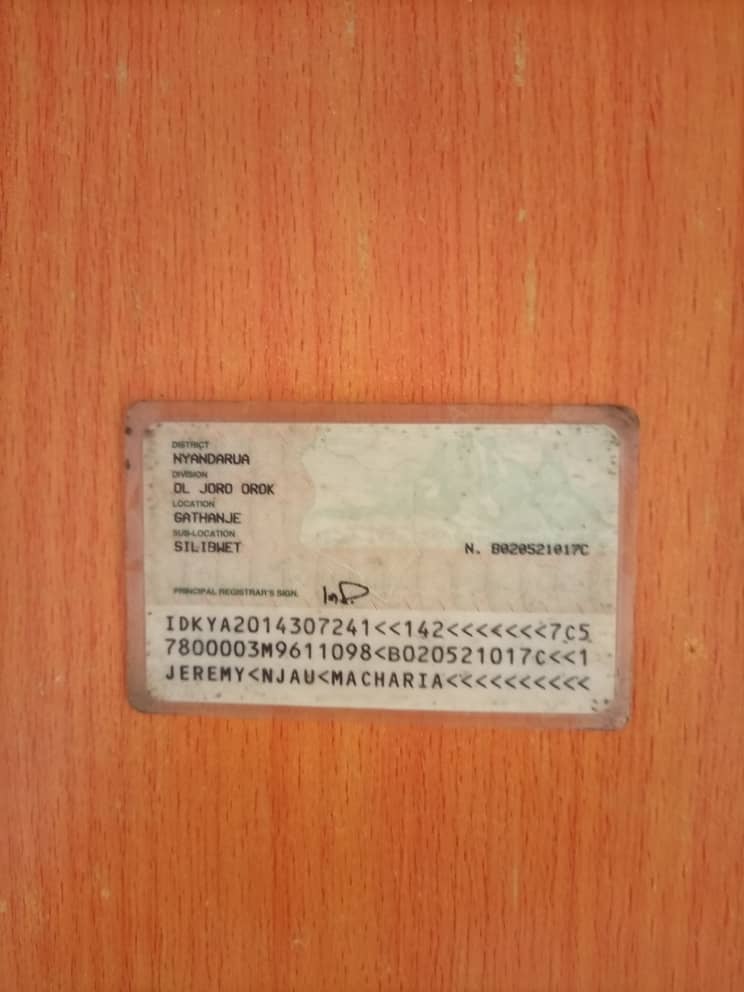 DISTRICT
NYANDARUA
DIVISION
OL JORO OROK
LOCATION
GATHANJE
SUB-LOCATION
SILIBWET
N. B020521017C
PRINCIPAL REGISTRAR'S SIGN.
IDKYA2014307241<<142<<<<<<<7C5
7800003M9611098<B020521017C<<1
JEREMY<NJAU<MACHARIA<<<<<<<<<<